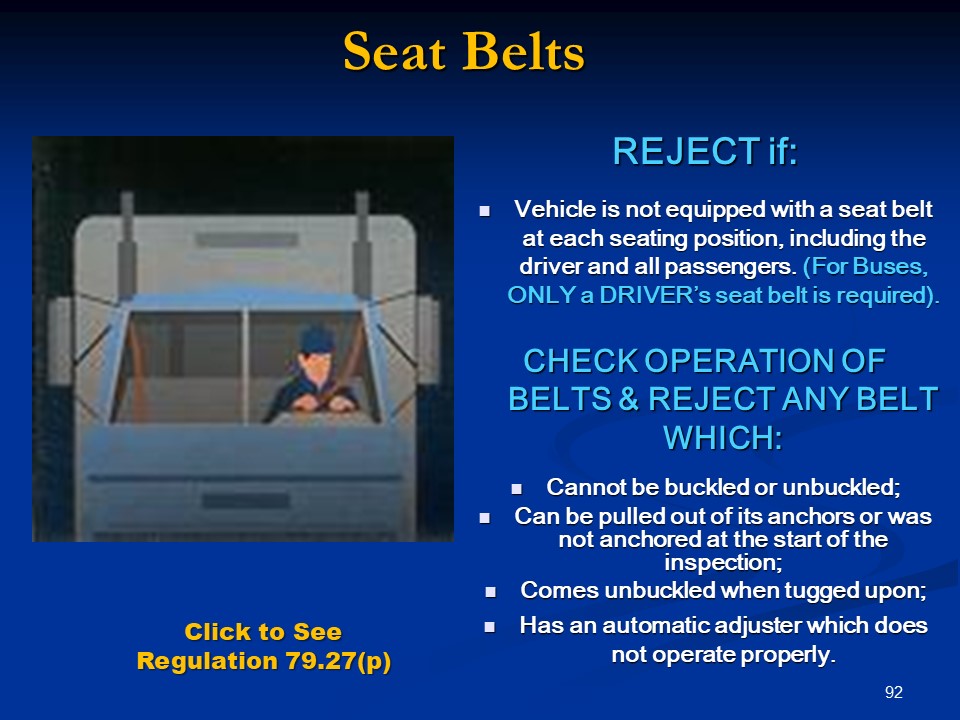 Seat Belts
REJECT if:
■ Vehicle is not equipped with a seat belt
at each seating position, including the
driver and all passengers. (For Buses,
ONLY a DRIVER’s seat belt is required).
CHECK OPERATION OF
BELTS & REJECT ANY BELT
WHICH:
■ Cannot be buckled or unbuckled;
■ Can be pulled out of its anchors or was
not anchored at the start of the
inspection;
■ Comes unbuckled when tugged upon;
■ Has an automatic adjuster which does
not operate properly.
Click to See
Regulation 79.27(p)
92